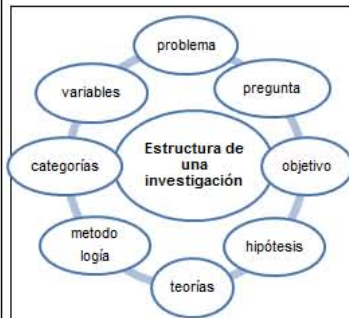 problema
pregunta
objetivo
hipótesis
teorías
metodo
logía
categorías
variables
Estructura de
una
investigación